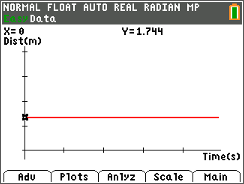 NORMAL FLOAT AUTO REAL RADIAN MP
Data
X= 0 Y=1.744
Dist(m)
Time(s)
Adv Plots Anlyz Scale Main